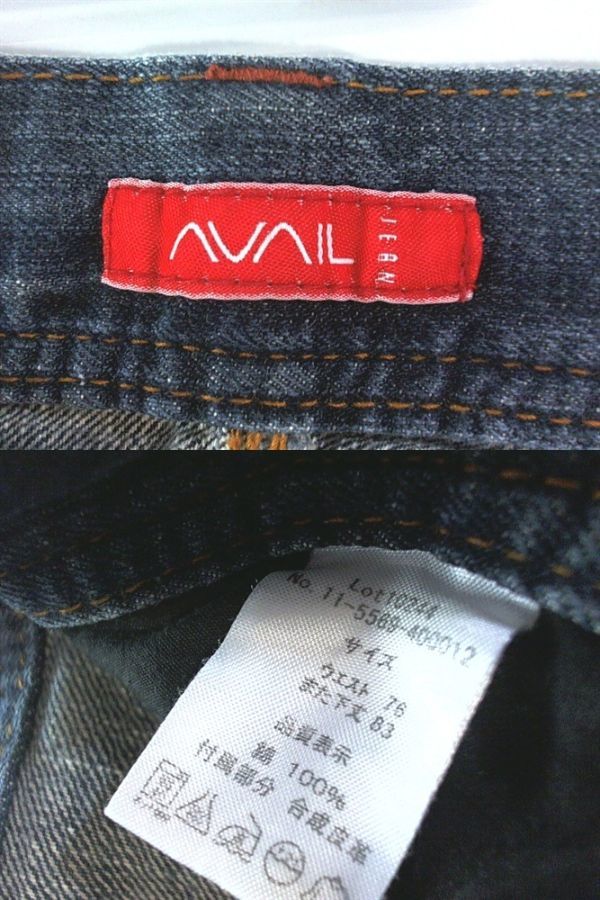 AVAIL
JEAN
Lot10244
No. 11-5569-400012
サイズ
ウエスト 76
また下丈 83
品質表示
綿 100%
付属部分 合成皮革